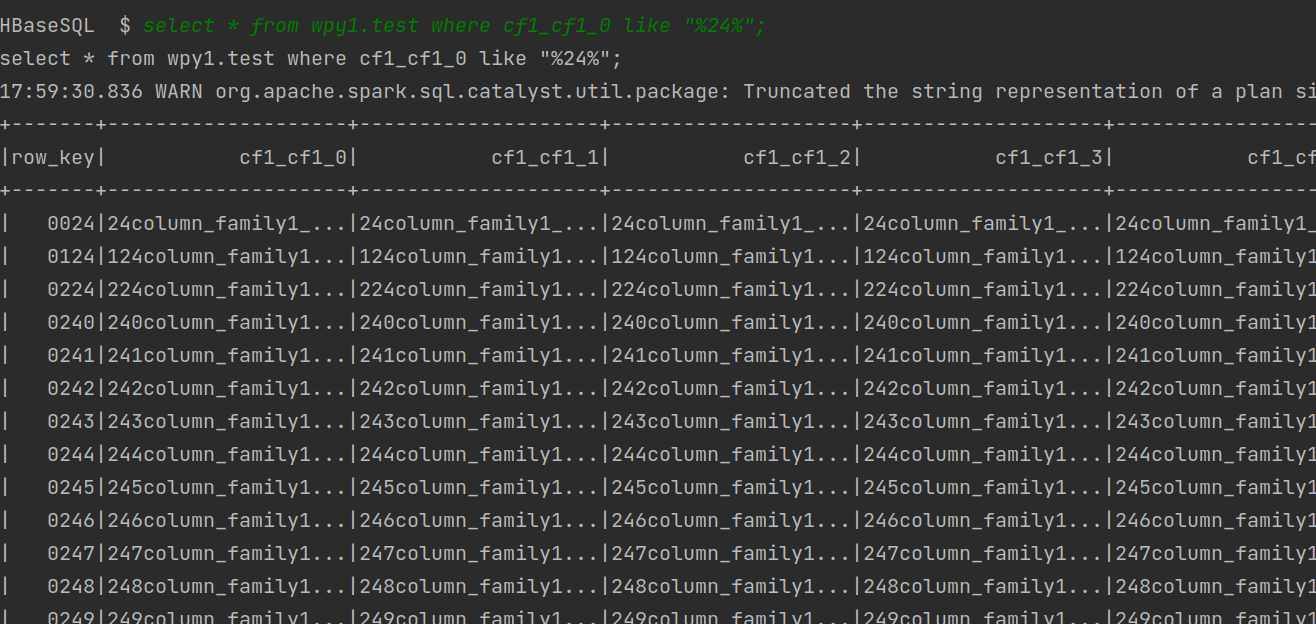 HBaseSQL  $ select * from wpy1.test where cf1_cf1_0 like "%24%";
select * from wpy1.test where cf1_cf1_0 like "%24%";
17:59:30.836 WARN org.apache.spark.sql.catalyst.util.package: Truncated the string representation of a plan si
+-------+--------------------+--------------------+--------------------+--------------------+-----------------
|row_key|           cf1_cf1_0|           cf1_cf1_1|           cf1_cf1_2|           cf1_cf1_3|           cf1_cf
+-------+--------------------+--------------------+--------------------+--------------------+-----------------
|   0024|24column_family1_...|24column_family1_...|24column_family1_...|24column_family1_...|24column_family1_
|   0124|124column_family1...|124column_family1...|124column_family1...|124column_family1...|124column_family1
|   0224|224column_family1...|224column_family1...|224column_family1...|224column_family1...|224column_family1
|   0240|240column_family1...|240column_family1...|240column_family1...|240column_family1...|240column_family1
|   0241|241column_family1...|241column_family1...|241column_family1...|241column_family1...|241column_family1
|   0242|242column_family1...|242column_family1...|242column_family1...|242column_family1...|242column_family1
|   0243|243column_family1...|243column_family1...|243column_family1...|243column_family1...|243column_family1
|   0244|244column_family1...|244column_family1...|244column_family1...|244column_family1...|244column_family1
|   0245|245column_family1...|245column_family1...|245column_family1...|245column_family1...|245column_family1
|   0246|246column_family1...|246column_family1...|246column_family1...|246column_family1...|246column_family1
|   0247|247column_family1...|247column_family1...|247column_family1...|247column_family1...|247column_family1
|   0248|248column_family1...|248column_family1...|248column_family1...|248column_family1...|248column_family1
|   0249|249column_family1...|249column_family1...|249column_family1...|249column_family1...|249column_family1